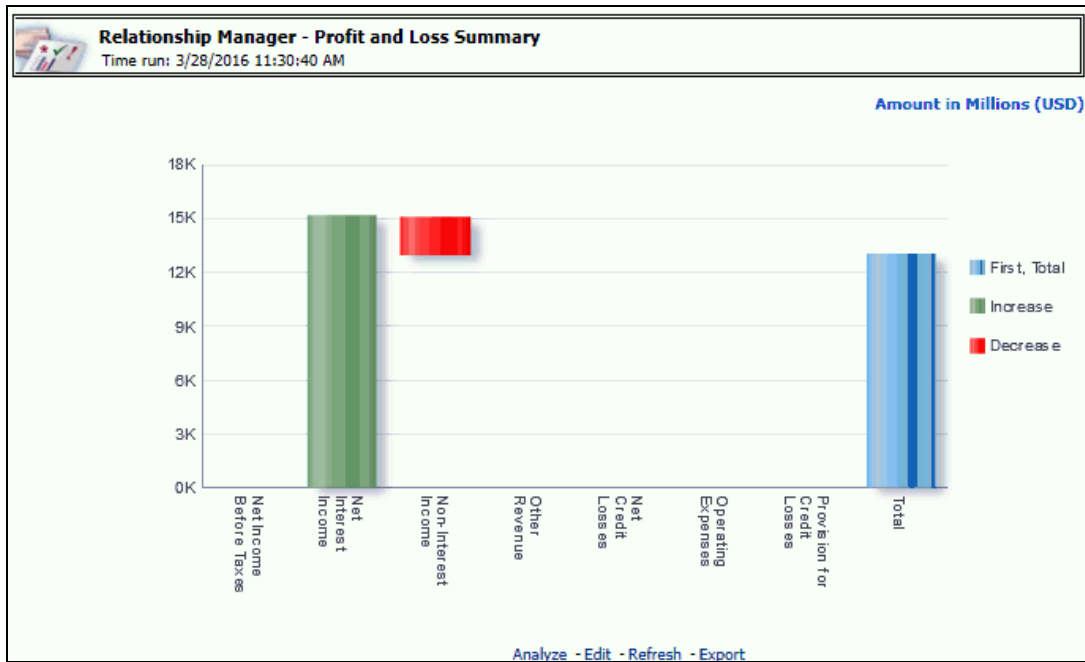 Relationship Manager - Profit and Loss Summary
Time run: 3/28/2016 11:30:40 AM
Amount in Millions (USD)
18K
15K
12K
9K
6K
3K
0K
Net Income
Before Taxes
Net
Interest
Income
Non-Interest
Income
Other
Revenue
Net
Credit
Losses
Operating
Expenses
Provision for
Credit
Losses
Total
First, Total
Increase
Decrease
Analyze - Edit - Refresh - Export